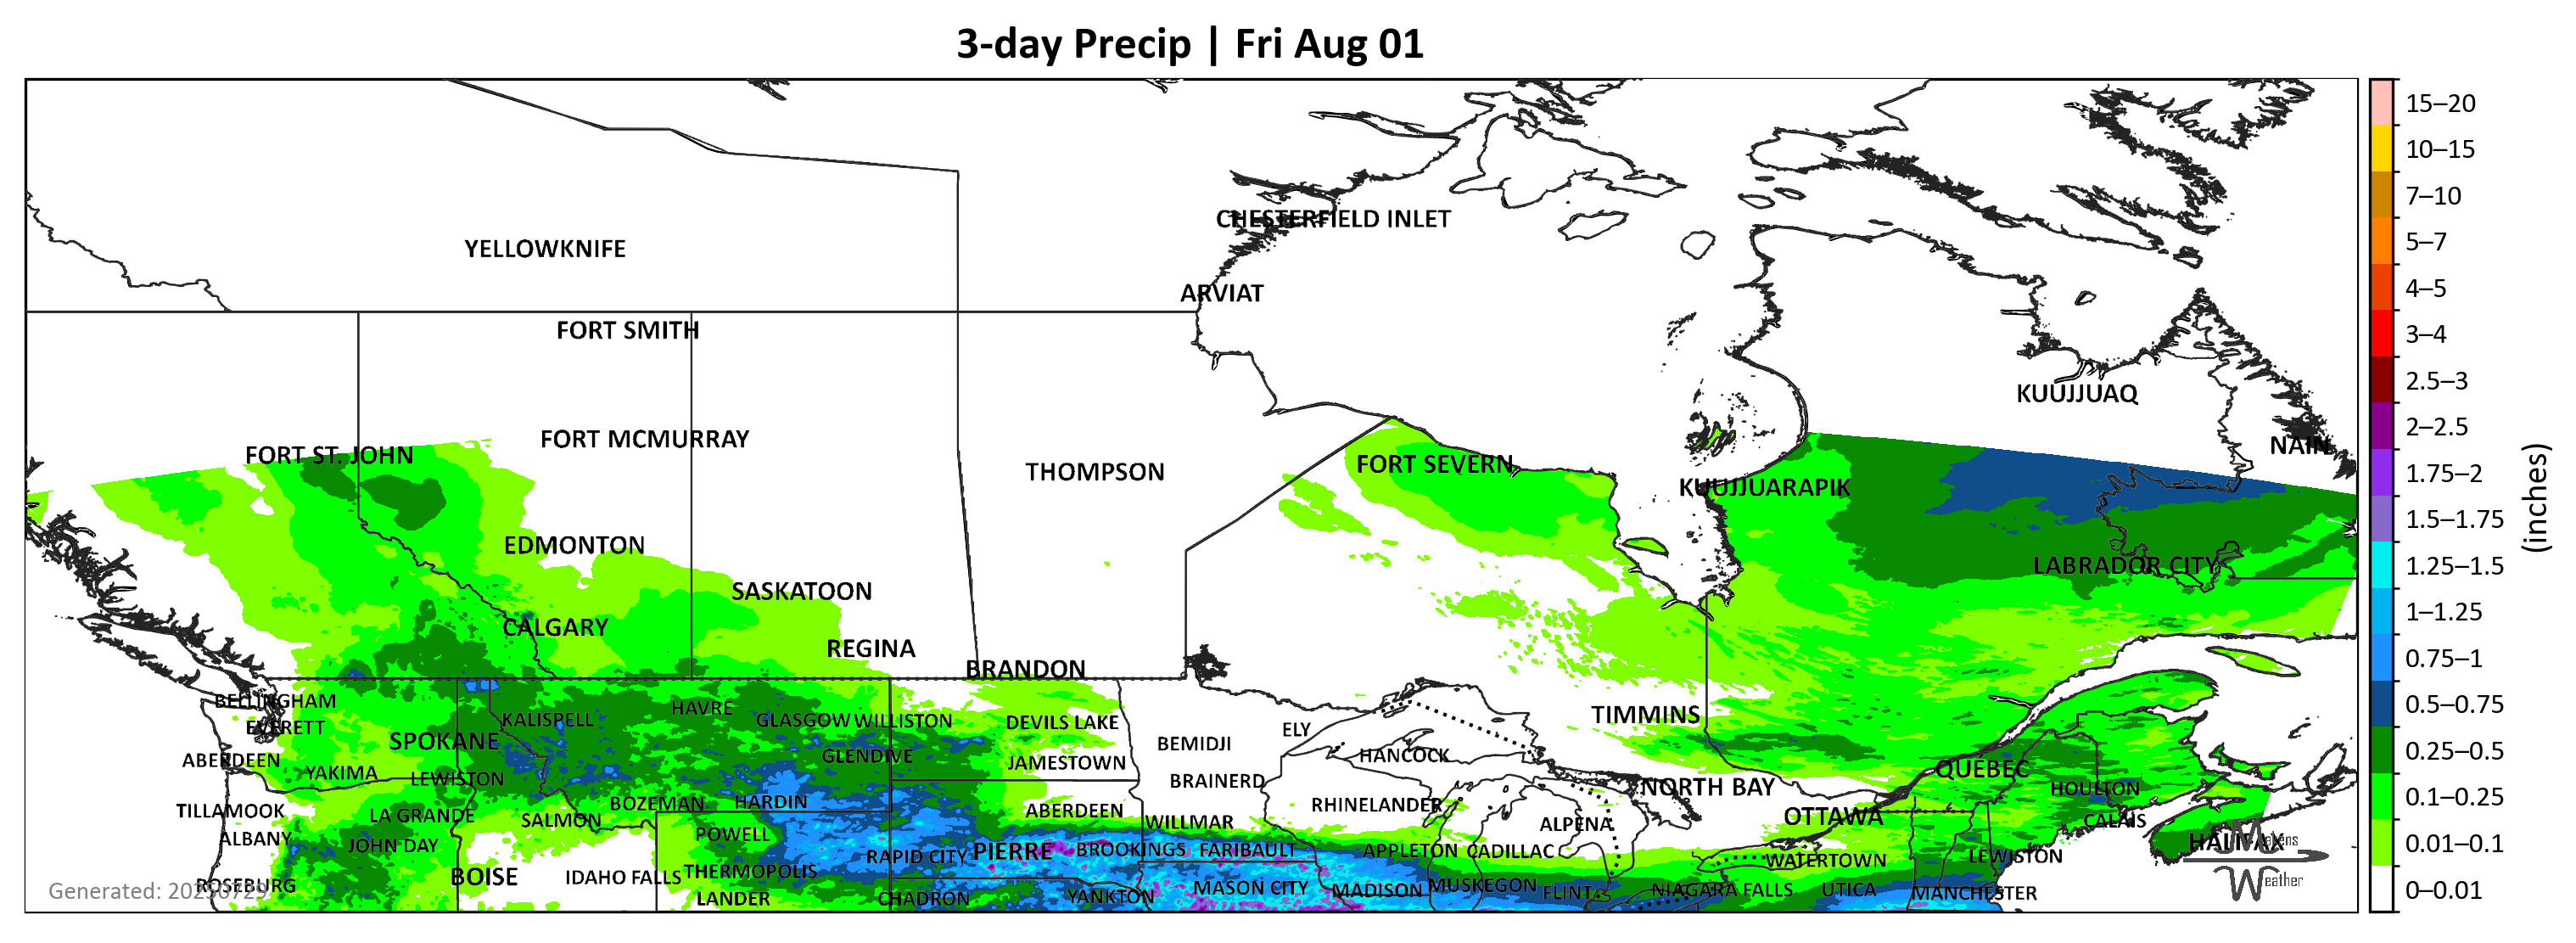 3-day Precip | Fri Aug 01
CHESTERFIELD INLET
YELLOWKNIFE
ARVIAT
FORT SMITH
KUUJJUAQ
FORT MCMURRAY
NAIN
FORT ST. JOHN
FORT SEVERN
THOMPSON
KUUJJUARAPIK
EDMONTON
LABRADOR CITY
SASKATOON
CALGARY
REGINA
BRANDON
BELLINGHAM
HAVRE
TIMMINS
KALISPELL
GLASGOW WILLISTON
DEVILS LAKE
EVERETT
ELY
SPOKANE
BEMIDJI
HANCOCK
GLENDIVE
ABERDEEN
JAMESTOWN
QUÉBEC
YAKIMA
LEWISTON
BRAINERD
NORTH BAY
HOULTON
BOZEMAN
HARDIN
RHINELANDER
TILLAMOOK
ABERDEEN
LA GRANDE
OTTAWA
SALMON
WILLMAR
ALPENA
CALAIS
POWELL
ALBANY
HALIFAX
JOHN DAY
PIERRE
BROOKINGS
FARIBAULT
APPLETON
CADILLAC
RAPID CITY
LEWISTON
WATERTOWN
THERMOPOLIS
BOISE
IDAHO FALLS
ROSEBURG
MASON CITY
MADISON
MUSKEGON
FLINT
NIAGARA FALLS
UTICA
MANCHESTER
LANDER
CHADRON
YANKTON
Generated: 20250729
Weather
15–20
10–15
7–10
5–7
4–5
3–4
2.5–3
2–2.5
1.75–2
1.5–1.75
1.25–1.5
1–1.25
0.75–1
0.5–0.75
0.25–0.5
0.1–0.25
0.01–0.1
0–0.01
(inches)